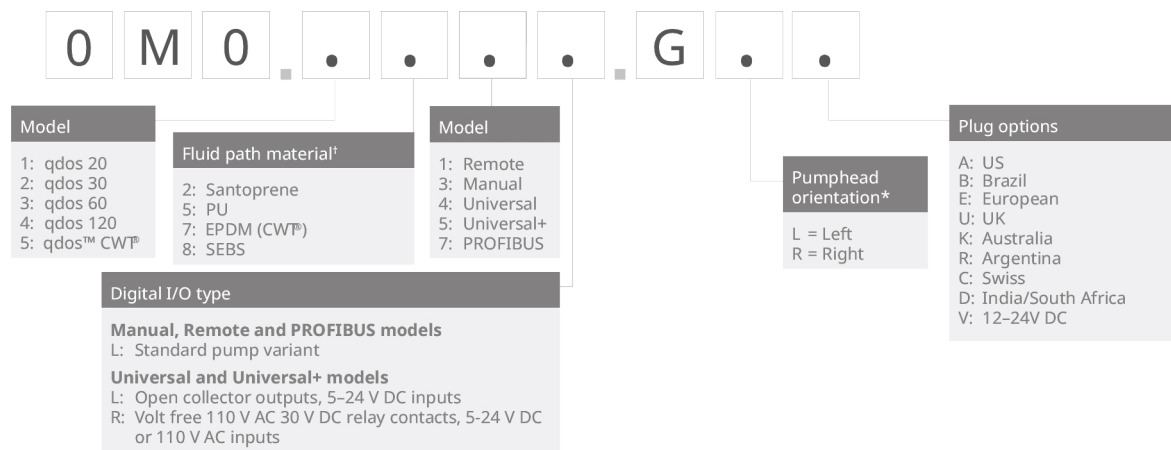 0 M 0 . . . . . . G . .
Model
1: qdos 20
2: qdos 30
3: qdos 60
4: qdos 120
5: qdos™ CWT®
Fluid path material†
2: Santoprene
5: PU
7: EPDM (CWT®)
8: SEBS
Model
1: Remote
3: Manual
4: Universal
5: Universal+
7: PROFIBUS
Digital I/O type
Manual, Remote and PROFIBUS models
L: Standard pump variant
Universal and Universal+ models
L: Open collector outputs, 5–24 V DC inputs
R: Volt free 110 V AC 30 V DC relay contacts, 5-24 V DC
or 110 V AC inputs
Pumphead
orientation*
L = Left
R = Right
Plug options
A: US
B: Brazil
E: European
U: UK
K: Australia
R: Argentina
C: Swiss
D: India/South Africa
V: 12–24V DC